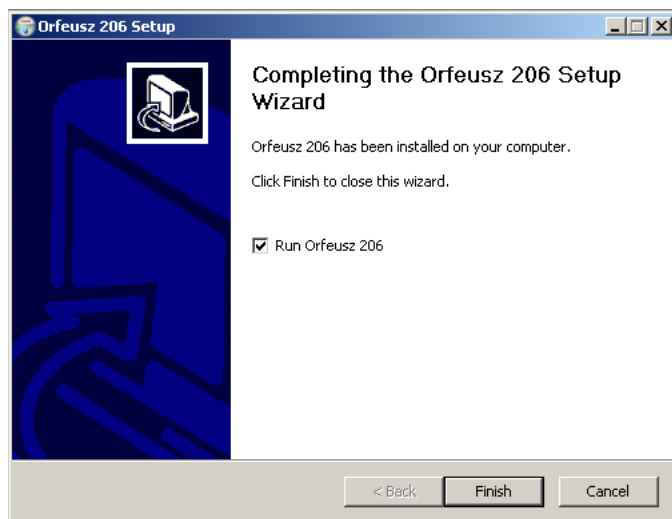 Orfeusz 206 Setup
Completing the Orfeusz 206 Setup
Wizard
Orfeusz 206 has been installed on your computer.
Click Finish to close this wizard.
Run Orfeusz 206
< Back
Finish
Cancel